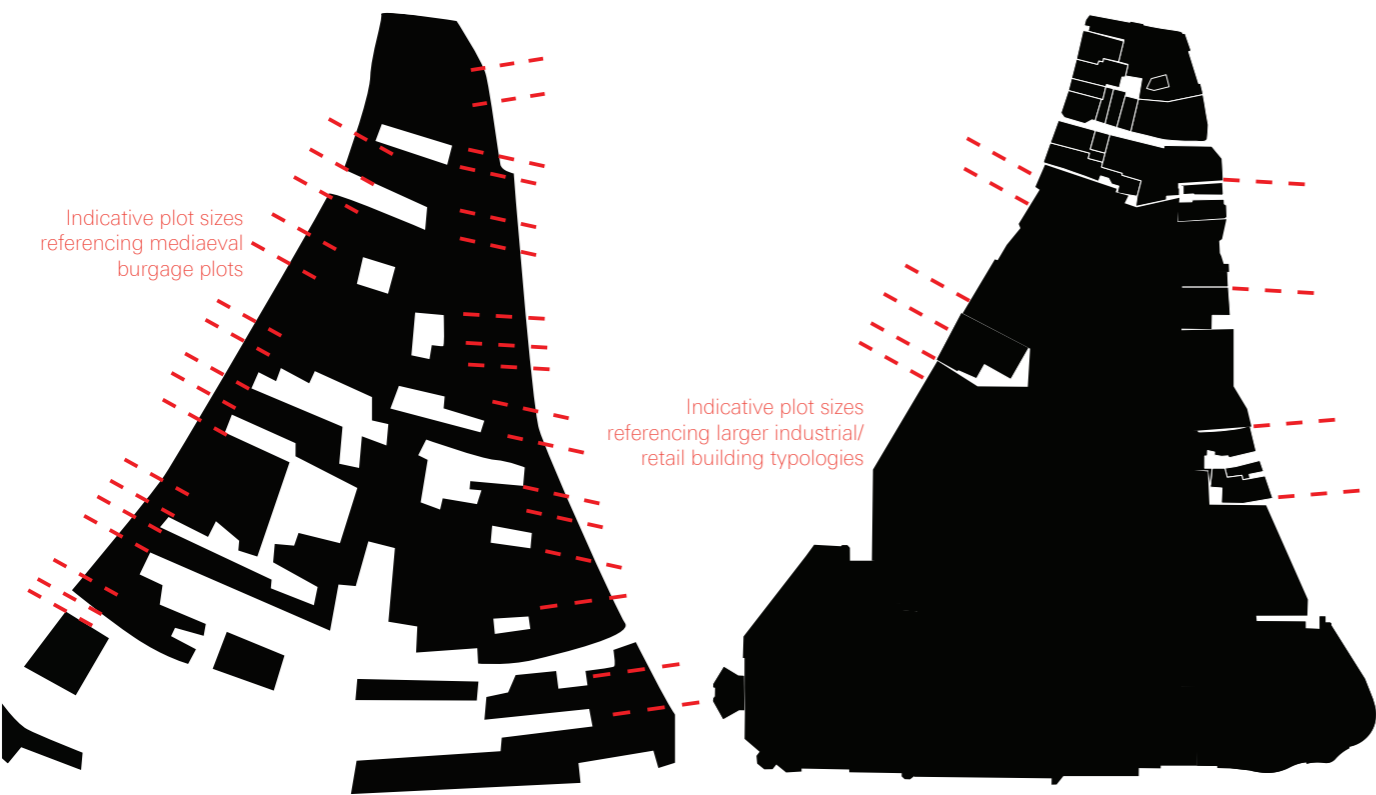 Indicative plot sizes
referencing mediaeval
burgage plots
Indicative plot sizes
referencing larger industrial/
retail building typologies